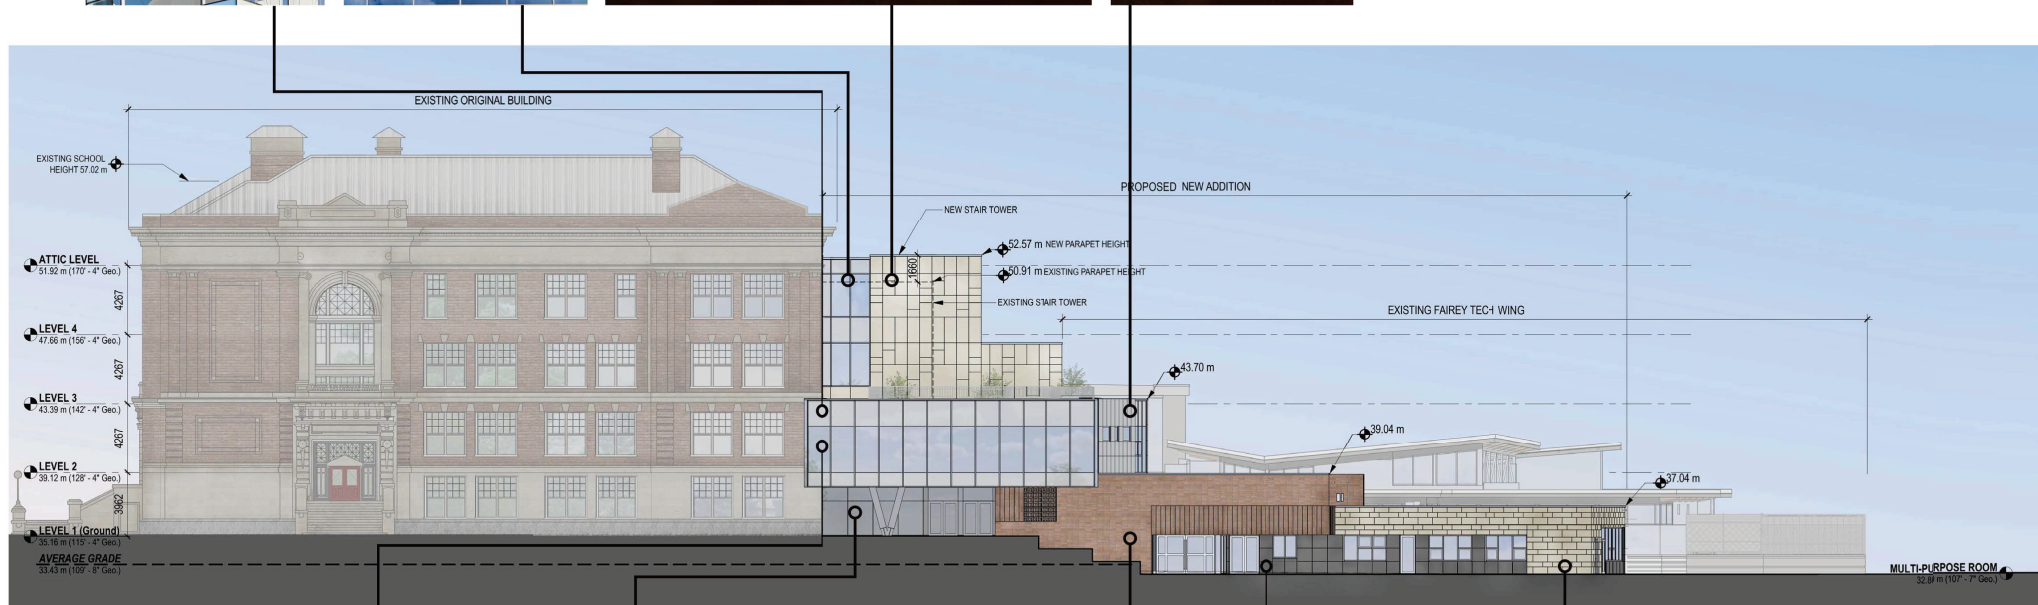 EXISTING ORIGINAL BUILDING
EXISTING SCHOOL
HEIGHT 57.02 m
PROPOSED NEW ADDITION
NEW STAIR TOWER
52.57 m NEW PARAPET HEIGHT
ATTIC LEVEL
51.92 m (170' - 4" Geo.)
1660
50.91 m EXISTING PARAPET HEIGHT
4267
EXISTING STAIR TOWER
EXISTING FAIREY TECH WING
LEVEL 4
47.66 m (156' - 4" Geo.)
4267
43.70 m
LEVEL 3
43.39 m (142' - 4" Geo.)
4267
39.04 m
LEVEL 2
39.12 m (128' - 4" Geo.)
37.04 m
3962
LEVEL 1 (Ground)
35.16 m (115' - 4" Geo.)
AVERAGE GRADE
33.43 m (109' - 8" Geo.)
MULTI-PURPOSE ROOM
m (107' - 7" Geo.)